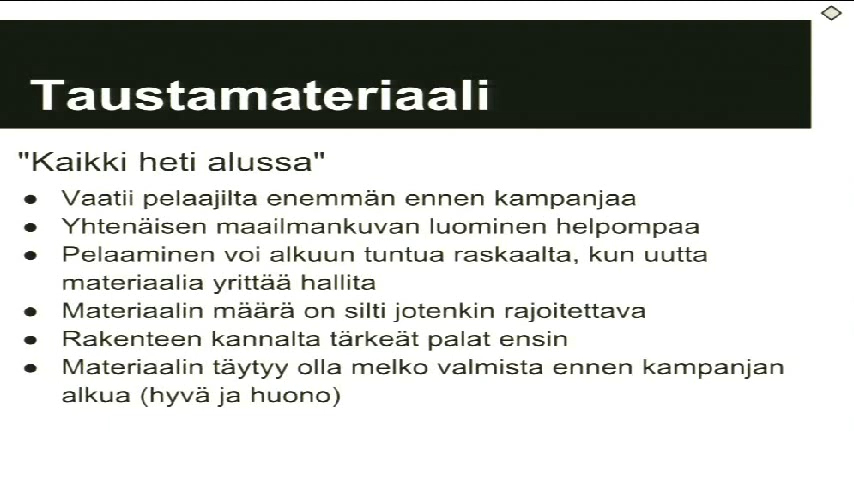 Taustamateriaali
"Kaikki heti alussa"
● Vaatii pelaajilta enemmän ennen kampanjaa
● Yhtenäisen maailmankuvan luominen helpompaa
● Pelaaminen voi alkuun tuntua raskaalta, kun uutta
materiaalia yrittää hallita
● Materiaalin määrä on silti jotenkin rajoitettava
● Rakenteen kannalta tärkeät palat ensin
● Materiaalin täytyy olla melko valmista ennen kampanjan
alkua (hyvä ja huono)